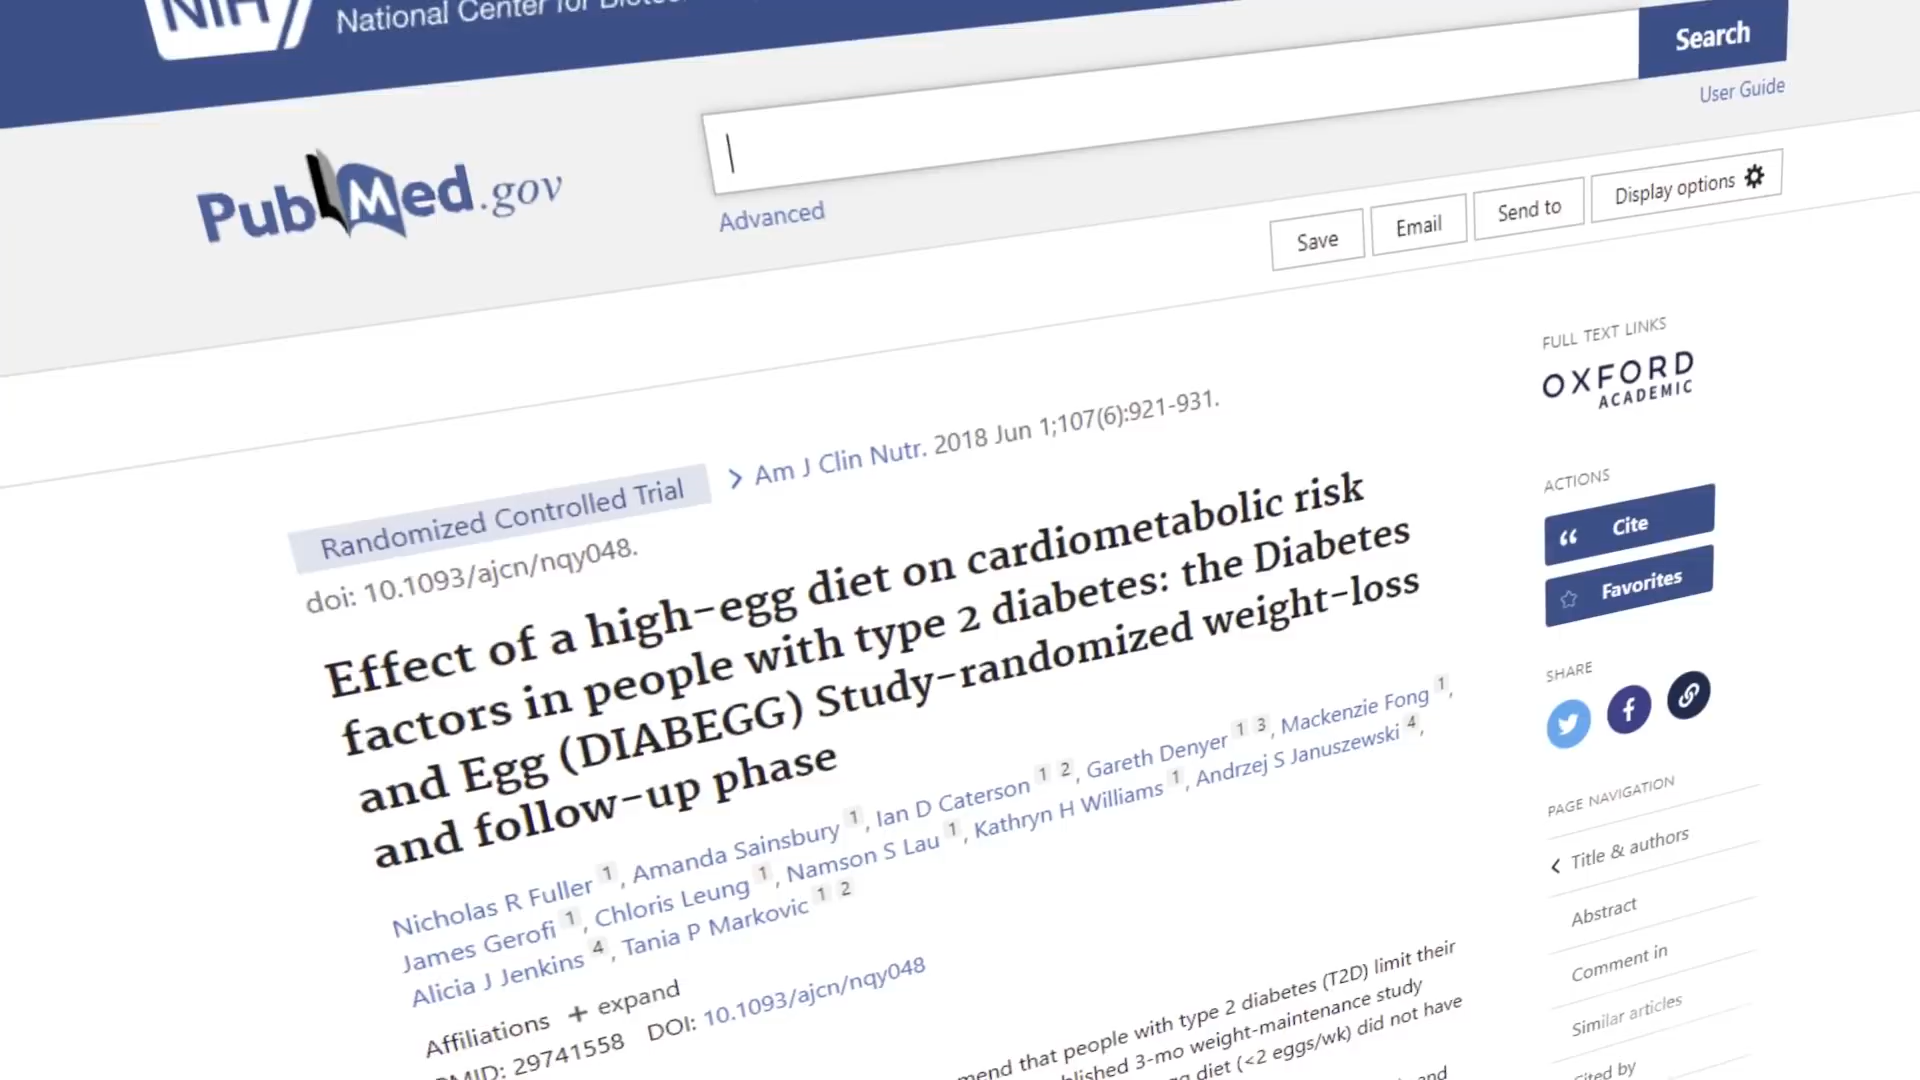 NIH
National Center for
Search
User Guide
PubMed.gov
Advanced
Save
Email
Send to
Display options
FULL TEXT LINKS
OXFORD
ACADEMIC
Randomized Controlled Trial
> Am J Clin Nutr. 2018 Jun 1;107(6):921-931.
doi: 10.1093/ajcn/nqy048.
Effect of a high-egg diet on cardiometabolic risk
factors in people with type 2 diabetes: the Diabetes
and Egg (DIABEGG) Study-randomized weight-loss
and follow-up phase
Nicholas R Fuller 1, Amanda Sainsbury 1, Ian D Caterson 1 2, Gareth Denyer 1 3, Mackenzie Fong 1,
James Gerofi 1, Chloris Leung 1, Namson S Lau 1, Kathryn H Williams 1, Andrzej S Januszewski 4,
Alicia J Jenkins 4, Tania P Markovic 1 2
Affiliations + expand
PMID: 29741558 DOI: 10.1093/ajcn/nqy048
that people with type 2 diabetes (T2D) limit their
3-mo weight-maintenance study
diet (<2 eggs/wk) did not have
and
ACTIONS
Cite
Favorites
SHARE
PAGE NAVIGATION
Title & authors
Abstract
Comment in
Similar articles
Cited by